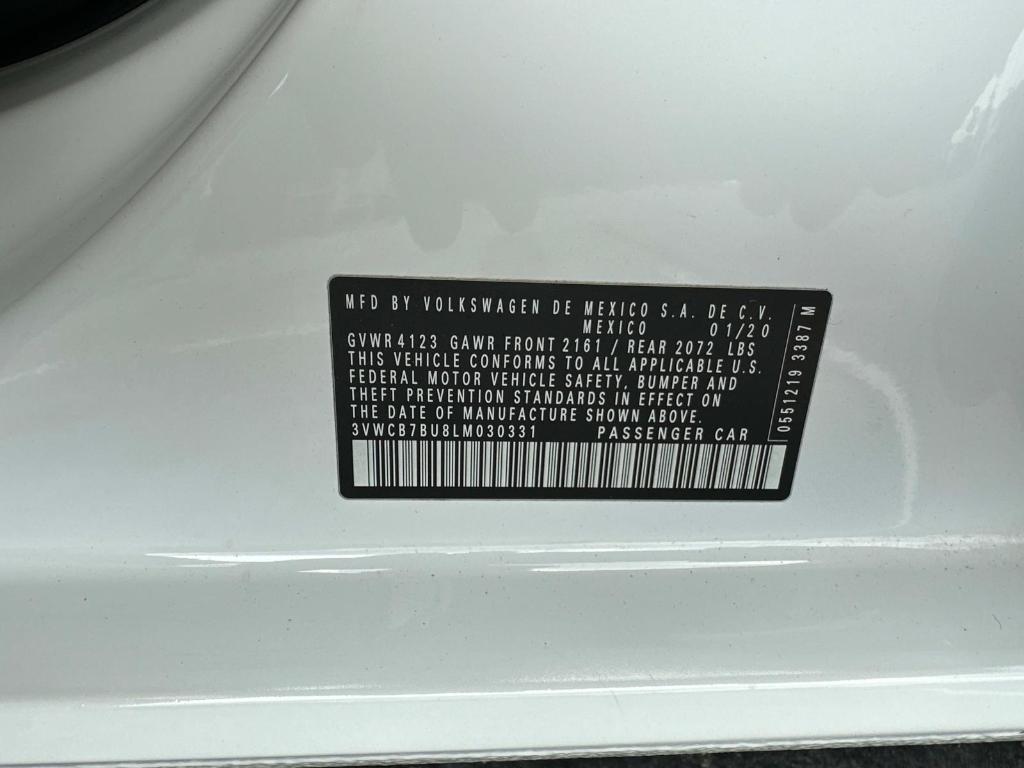 MFD BY VOLKSWAGEN DE MEXICO S.A. DE C.V.
MEXICO 01/20
GVWR 4123 GAWR FRONT 2161 / REAR 2072 LBS
THIS VEHICLE CONFORMS TO ALL APPLICABLE U.S.
FEDERAL MOTOR VEHICLE SAFETY, BUMPER AND
THEFT PREVENTION STANDARDS IN EFFECT ON
THE DATE OF MANUFACTURE SHOWN ABOVE.
3VWCB7BU8LM030331 PASSENGER CAR
0551219 3387 M